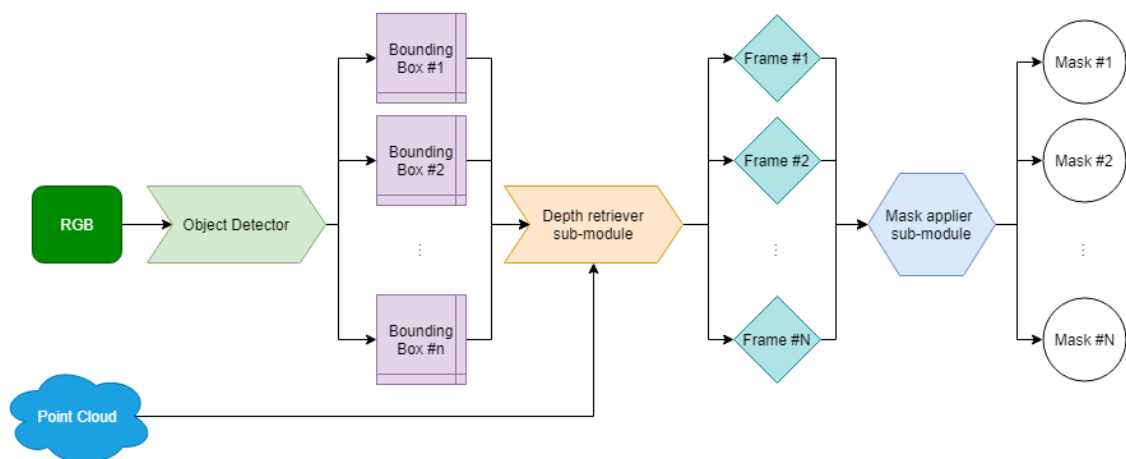 RGB
Object Detector
Bounding
Box #1
Bounding
Box #2
⋮
Bounding
Box #n
Point Cloud
Depth retriever
sub-module
Frame #1
Frame #2
⋮
Frame #N
Mask applier
sub-module
Mask #1
Mask #2
⋮
Mask #N